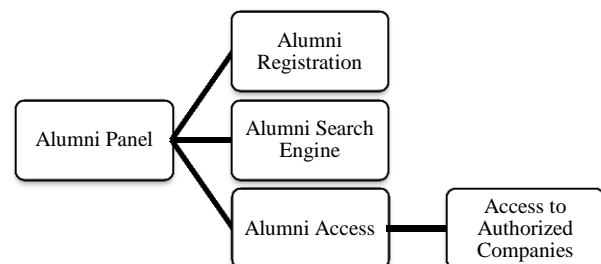 Alumni Panel
Alumni
Registration
Alumni Search
Engine
Alumni Access
Access to
Authorized
Companies